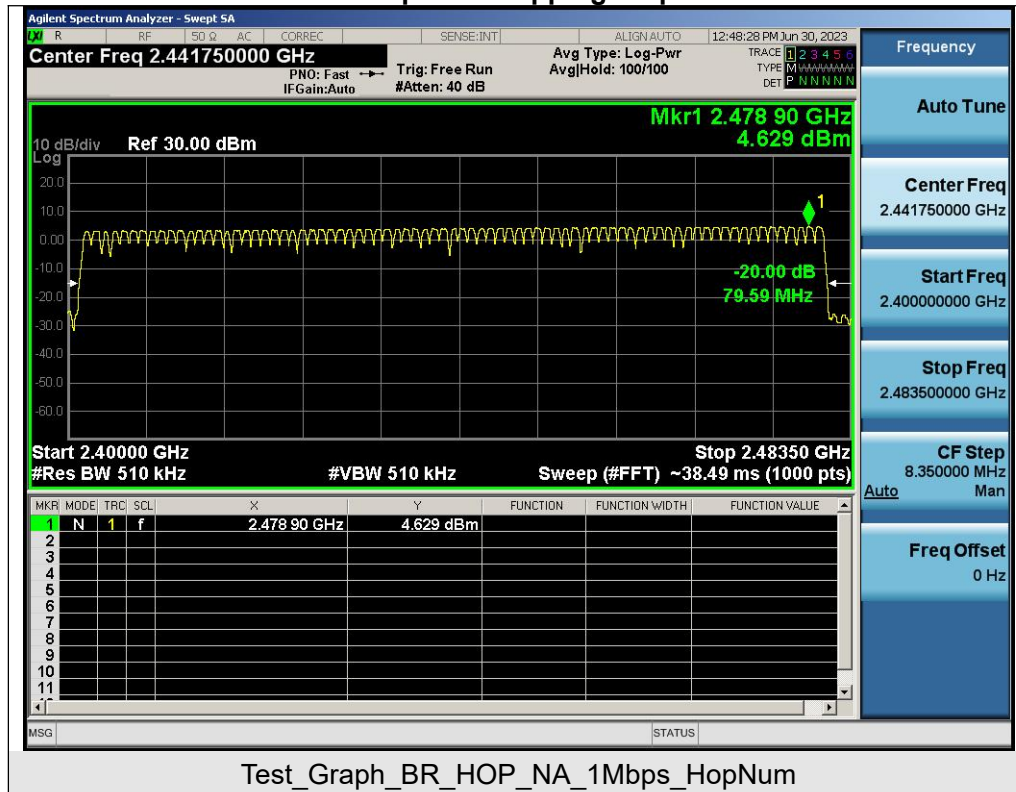 Agilent Spectrum Analyzer - Swept SA
LXI R RF 50 Ω AC CORREC SENSE:INT ALIGN AUTO 12:48:28 PM Jun 30, 2023
Center Freq 2.441750000 GHz
PNO: Fast
IFGain:Auto
Trig: Free Run
#Atten: 40 dB
Avg Type: Log-Pwr
Avg|Hold: 100/100
TRACE 1 2 3 4 5 6
TYPE M WWWWW
DET P N N N N N
Mkr1 2.478 90 GHz
4.629 dBm
10 dB/div Ref 30.00 dBm
Log
20.0
10.0
0.00
-10.0
-20.0
-30.0
-40.0
-50.0
-60.0
1
-20.00 dB
79.59 MHz
Start 2.40000 GHz Stop 2.48350 GHz
#Res BW 510 kHz #VBW 510 kHz Sweep (#FFT) ~38.49 ms (1000 pts)
MKR MODE TRC SCL X Y FUNCTION FUNCTION WIDTH FUNCTION VALUE
1 N 1 f 2.478 90 GHz 4.629 dBm
2
3
4
5
6
7
8
9
10
11
MSG STATUS
Frequency
Auto Tune
Center Freq
2.441750000 GHz
Start Freq
2.400000000 GHz
Stop Freq
2.483500000 GHz
CF Step
8.350000 MHz
Auto Man
Freq Offset
0 Hz
Test_Graph_BR_HOP_NA_1Mbps_HopNum